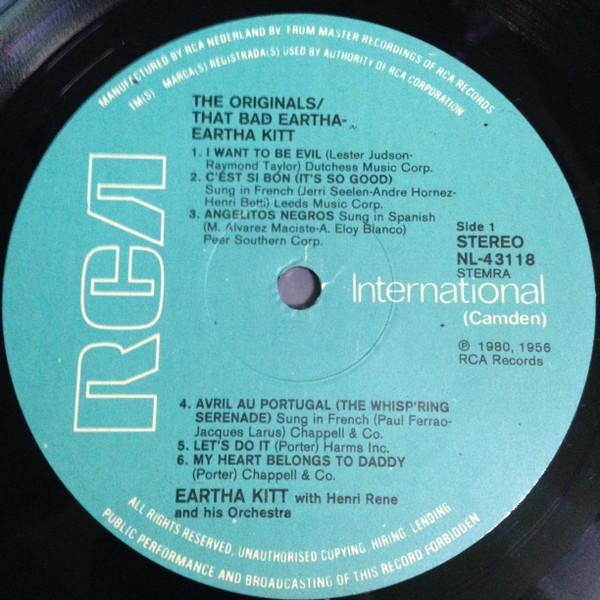 MANUFACTURED BY RCA NEDERLAND BV. FROM MASTER RECORDINGS OF RCA RECORDS
TM(S) MARCA(S) REGISTRADA(S) USED BY AUTHORITY OF RCA CORPORATION
THE ORIGINALS/
THAT BAD EARTHA-
EARTHA KITT
1. I WANT TO BE EVIL (Lester Judson-
Raymond Taylor) Dutchess Music Corp.
2. C'ÉST SI BON (IT'S SO GOOD)
Sung in French (Jerri Seelen-Andre Hornez-
Henri Betti) Leeds Music Corp.
3. ANGELITOS NEGROS Sung in Spanish
(M. Alvarez Maciste-A. Eloy Blanco)
Peer Southern Corp.
Side 1
STEREO
NL-43118
STEMRA
RCA
International
(Camden)
℗ 1980, 1956
RCA Records
4. AVRIL AU PORTUGAL (THE WHISP'RING
SERENADE) Sung in French (Paul Ferrao-
Jacques Larus) Chappell & Co.
5. LET'S DO IT (Porter) Harms Inc.
6. MY HEART BELONGS TO DADDY
(Porter) Chappell & Co.
EARTHA KITT with Henri Rene
and his Orchestra
ALL RIGHTS RESERVED, UNAUTHORISED COPYING, HIRING, LENDING,
PUBLIC PERFORMANCE AND BROADCASTING OF THIS RECORD FORBIDDEN